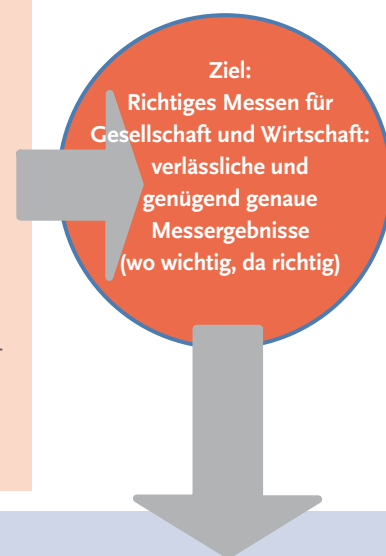 Ziel:
Richtiges Messen für
Gesellschaft und Wirtschaft:
verlässliche und
genügend genaue
Messergebnisse
(wo wichtig, da richtig)